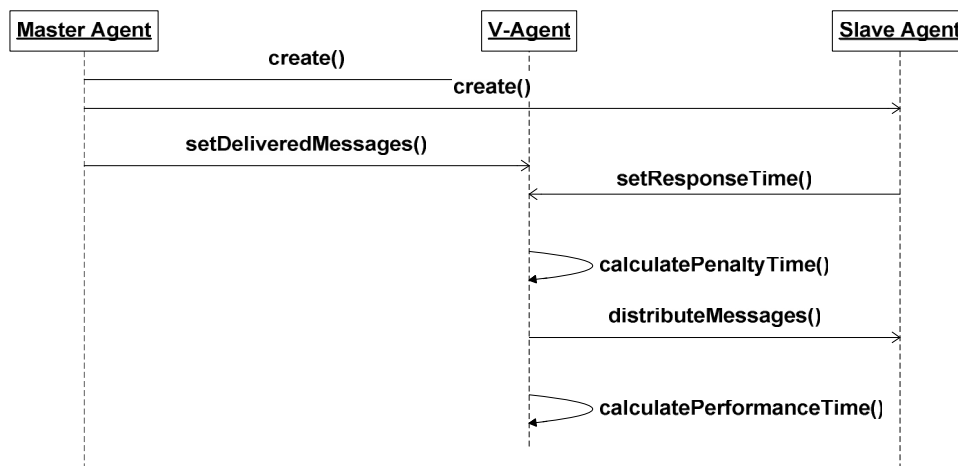 Master Agent
V-Agent
Slave Agent
create()
create()
setDeliveredMessages()
setResponseTime()
calculatePenaltyTime()
distributeMessages()
calculatePerformanceTime()